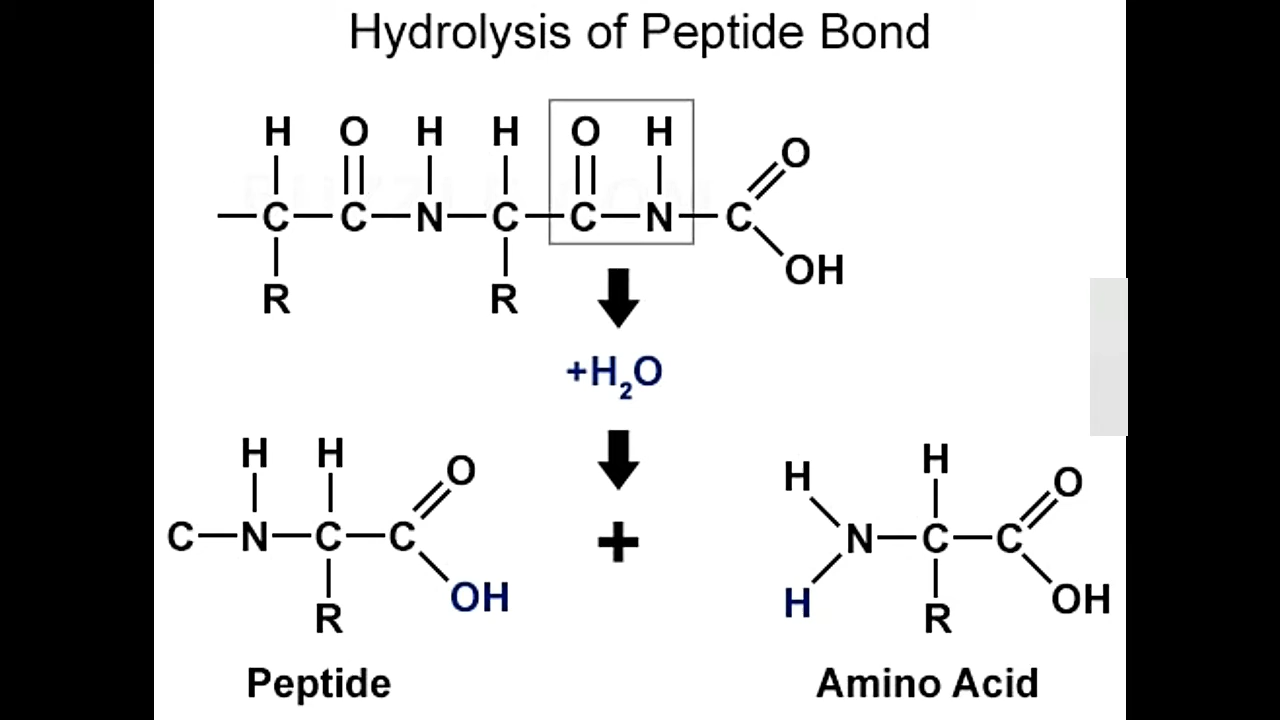 Hydrolysis of Peptide Bond
H O H H O H O
C C N C C N C
R R OH
+H₂O
H H O H H O
C N C C + N C C
R OH H R OH
Peptide Amino Acid